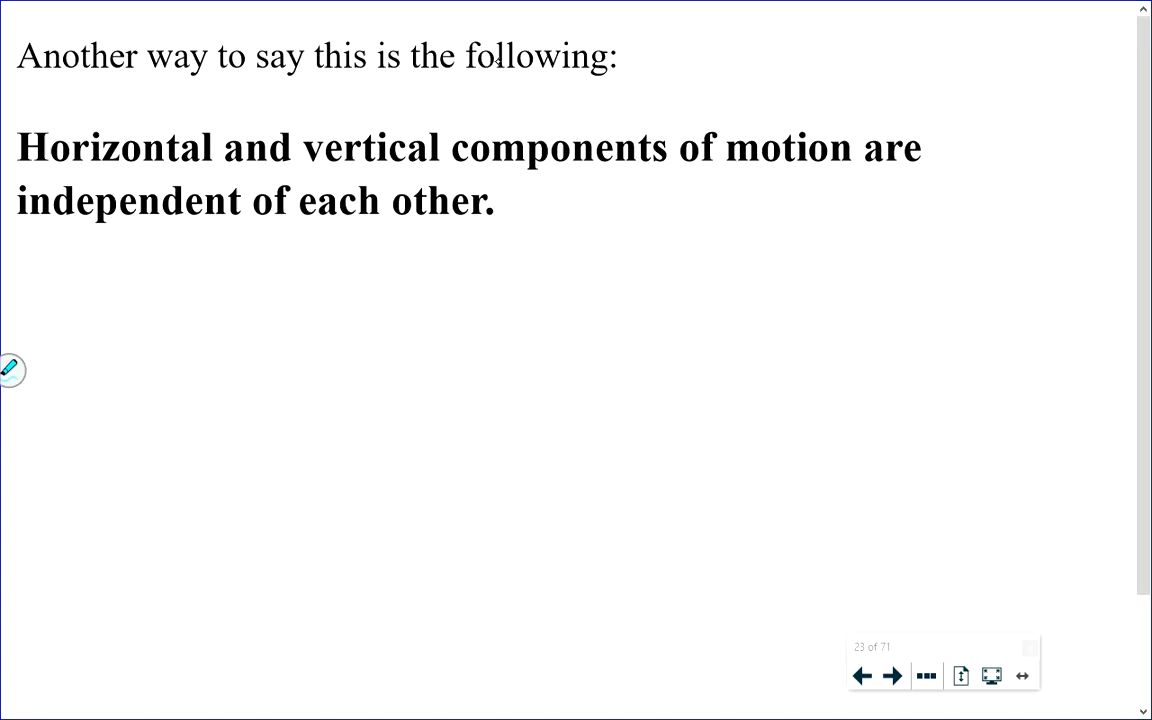 Another way to say this is the following:
Horizontal and vertical components of motion are
independent of each other.
23 of 71